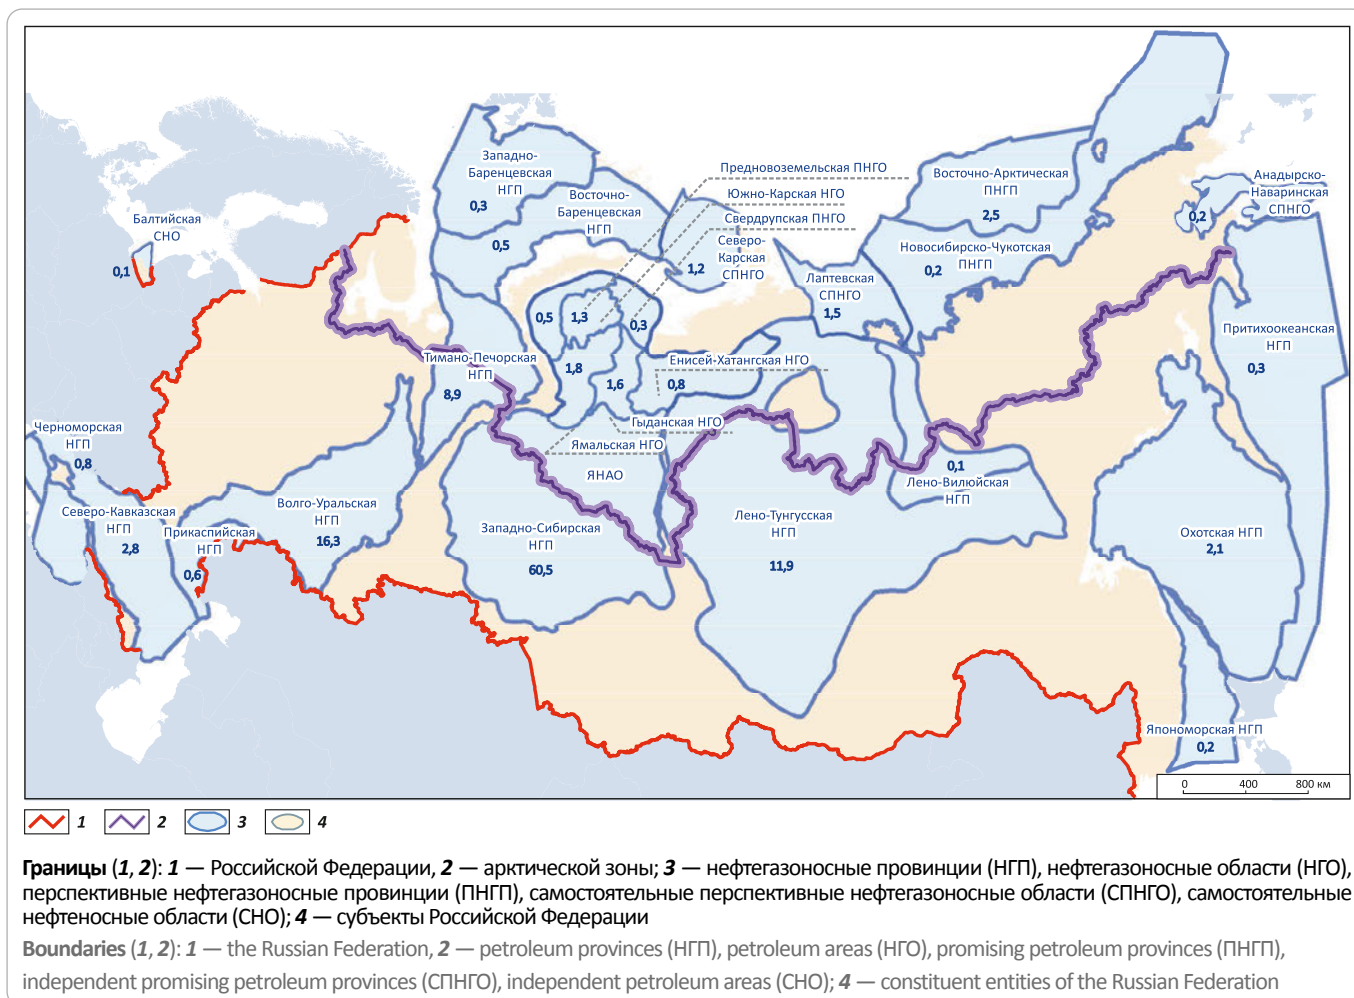 Западно-
Баренцевская
НГП
0,3
Восточно-
Баренцевская
НГП
0,5
Предновоземельская ПНГО
Южно-Карская НГО
Свердрупская ПНГО
Северо-
Карская
СПНГО
1,2
Восточно-Арктическая
ПНГП
2,5
Анадырско-
Наваринская
СПНГО
0,2
Балтийская
СНО
0,1
Новосибирско-Чукотская
ПНГП
0,2
Лаптевская
СПНГО
1,5
0,5
1,3
0,3
Притихоокеанская
НГП
0,3
Тимано-Печорская
НГП
8,9
1,8
1,6
Енисей-Хатангская НГО
0,8
Гыданская НГО
Ямальская НГО
ЯНАО
Черноморская
НГП
0,8
Северо-Кавказская
НГП
2,8
Прикаспийская
НГП
0,6
Волго-Уральская
НГП
16,3
Западно-Сибирская
НГП
60,5
Лено-Тунгусская
НГП
11,9
0,1
Лено-Вилюйская
НГП
Охотская НГП
2,1
Япономорская НГП
0,2
0 400 800 км
1 2 3 4
Границы (1, 2): 1 — Российской Федерации, 2 — арктической зоны; 3 — нефтегазоносные провинции (НГП), нефтегазоносные области (НГО),
перспективные нефтегазоносные провинции (ПНГП), самостоятельные перспективные нефтегазоносные области (СПНГО), самостоятельные
нефтеносные области (СНО); 4 — субъекты Российской Федерации
Boundaries (1, 2): 1 — the Russian Federation, 2 — petroleum provinces (НГП), petroleum areas (НГО), promising petroleum provinces (ПНГП),
independent promising petroleum provinces (СПНГО), independent petroleum areas (СНО); 4 — constituent entities of the Russian Federation